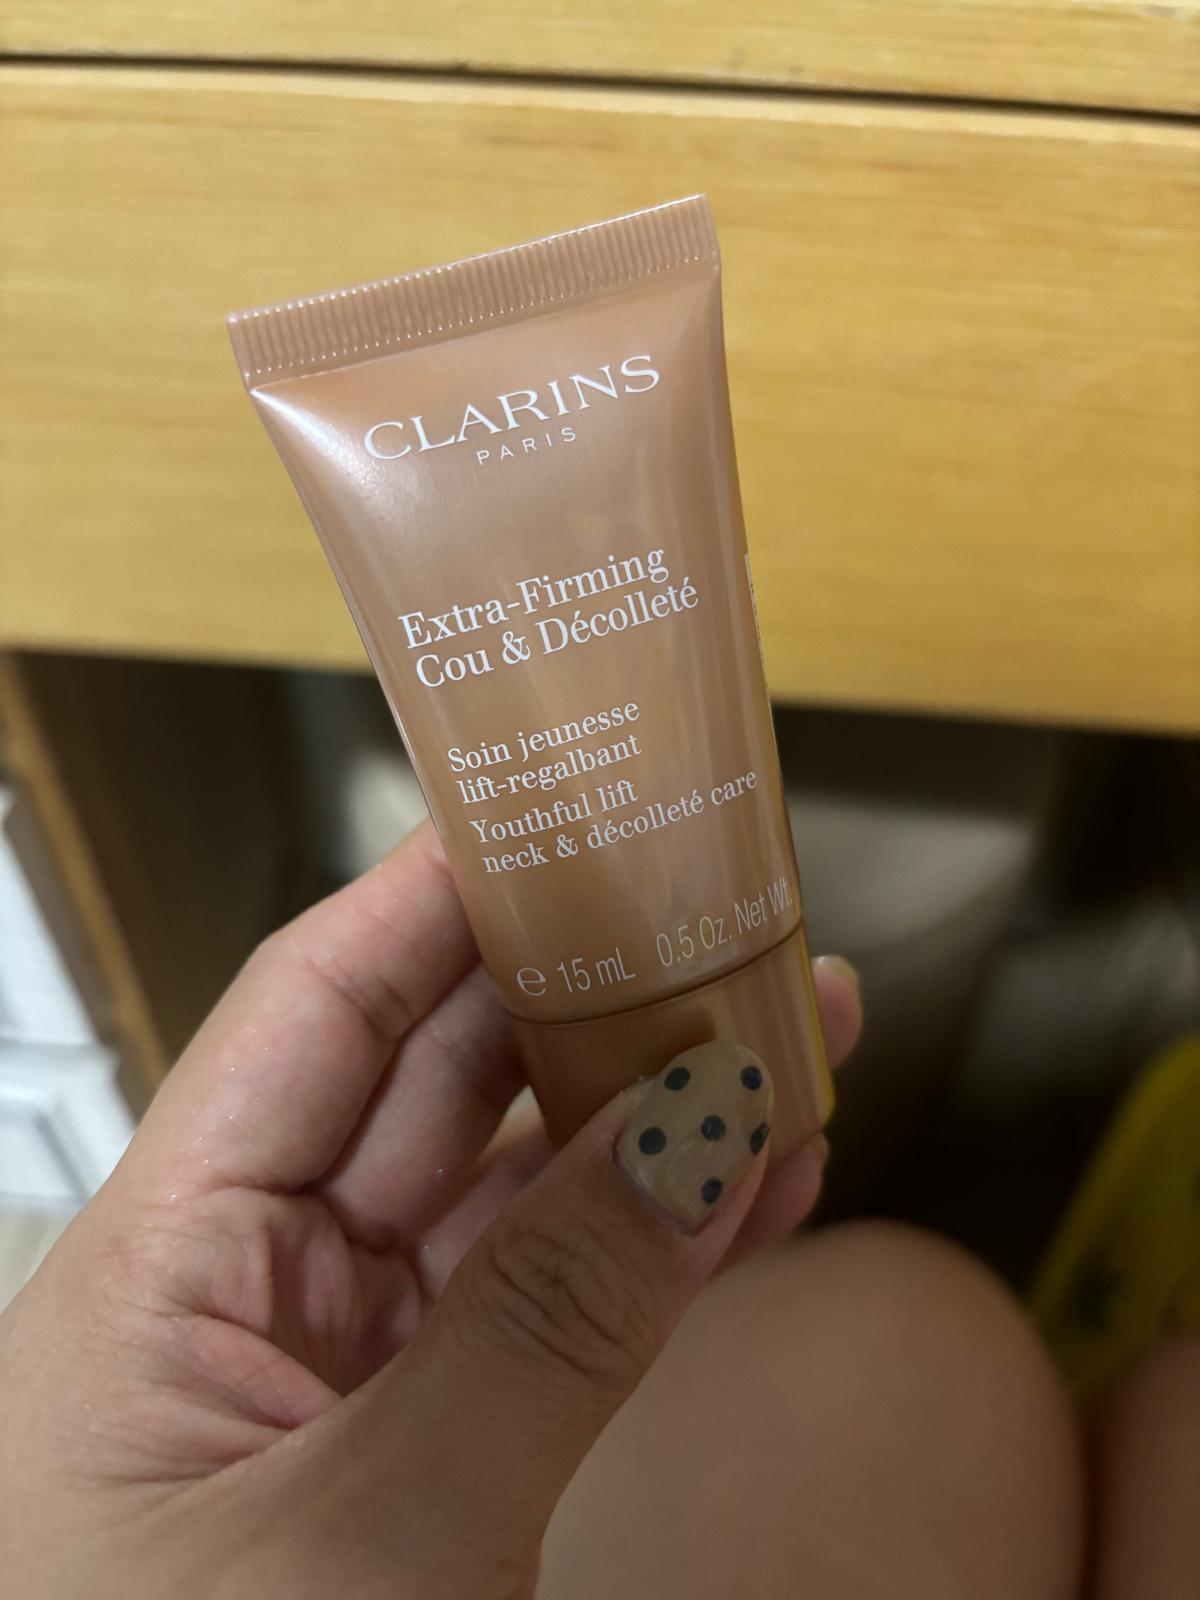 CLARINS
PARIS
Extra-Firming
Cou & Décolleté
Soin jeunesse
lift-regalbant
Youthful lift
neck & décolleté care
e 15 mL 0.5 Oz. Net Wt.